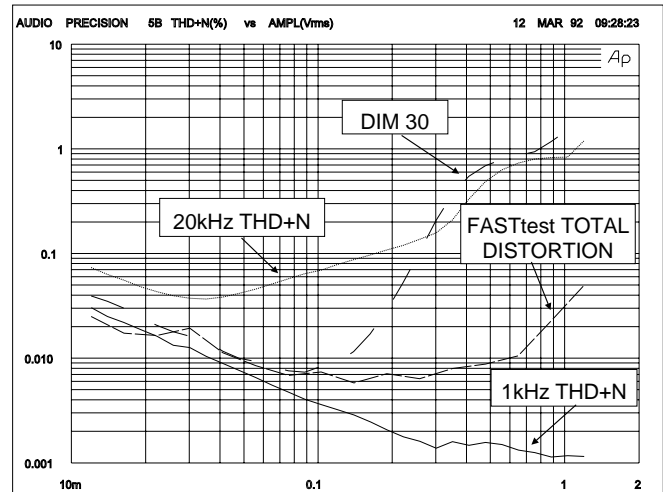 AUDIO PRECISION 5B THD+N(%) vs AMPL(Vrms) 12 MAR 92 09:28:23
10
Ap
DIM 30
1
20kHz THD+N
FASTtest TOTAL
DISTORTION
0.1
0.010
1kHz THD+N
0.001
10m 0.1 1 2